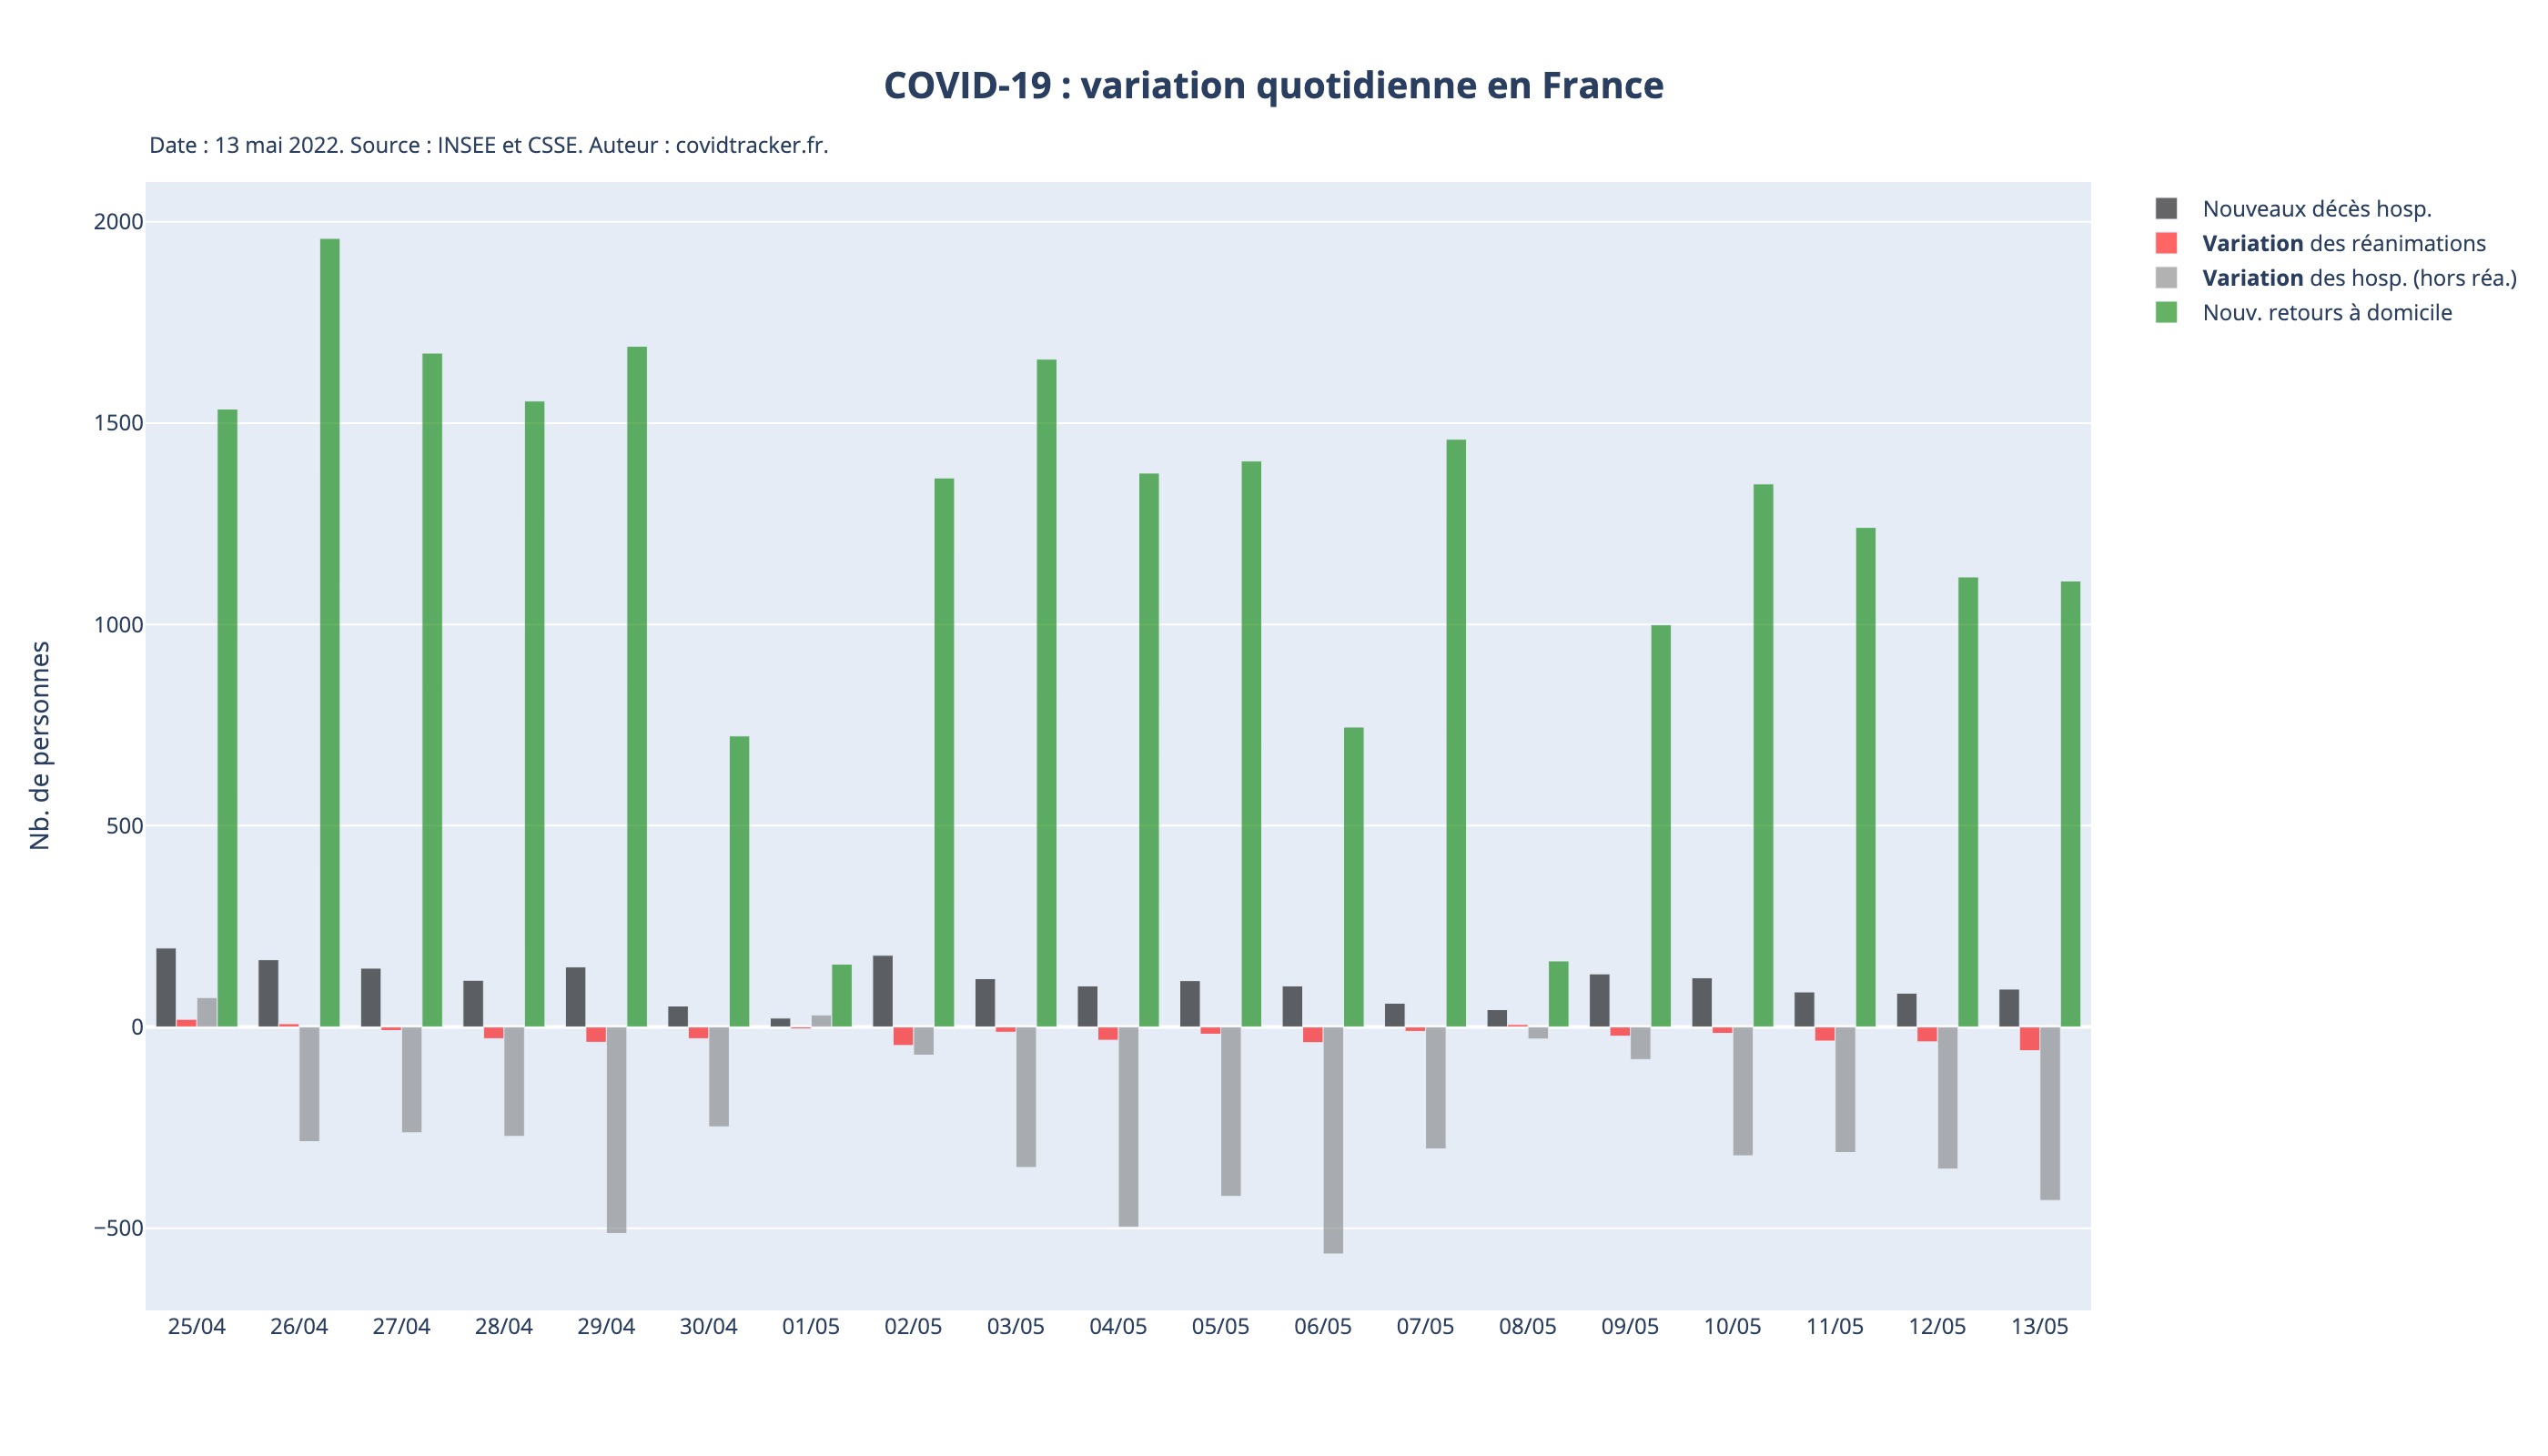 COVID-19 : variation quotidienne en France
Date : 13 mai 2022. Source : INSEE et CSSE. Auteur : covidtracker.fr.
Nouveaux décès hosp.
Variation des réanimations
Variation des hosp. (hors réa.)
Nouv. retours à domicile
Nb. de personnes
2000
1500
1000
500
0
−500
25/04 26/04 27/04 28/04 29/04 30/04 01/05 02/05 03/05 04/05 05/05 06/05 07/05 08/05 09/05 10/05 11/05 12/05 13/05